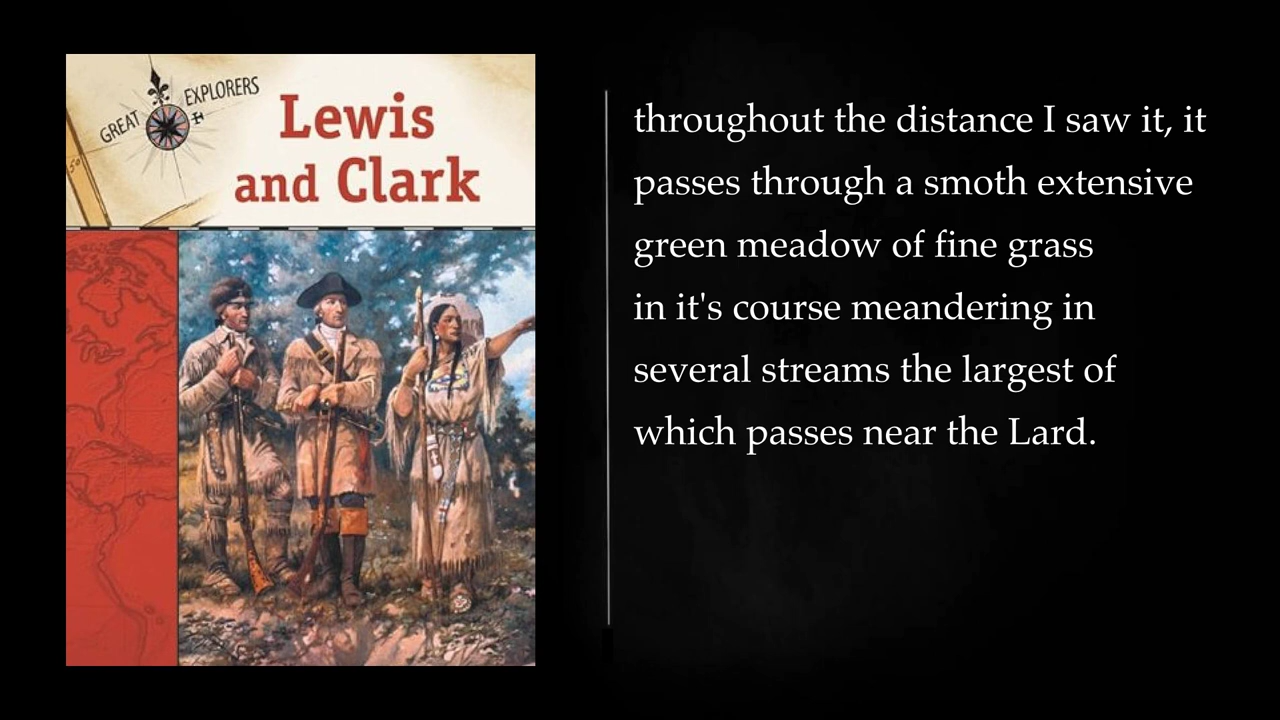 GREAT EXPLORERS
Lewis
and Clark
50
throughout the distance I saw it, it
passes through a smoth extensive
green meadow of fine grass
in it's course meandering in
several streams the largest of
which passes near the Lard.